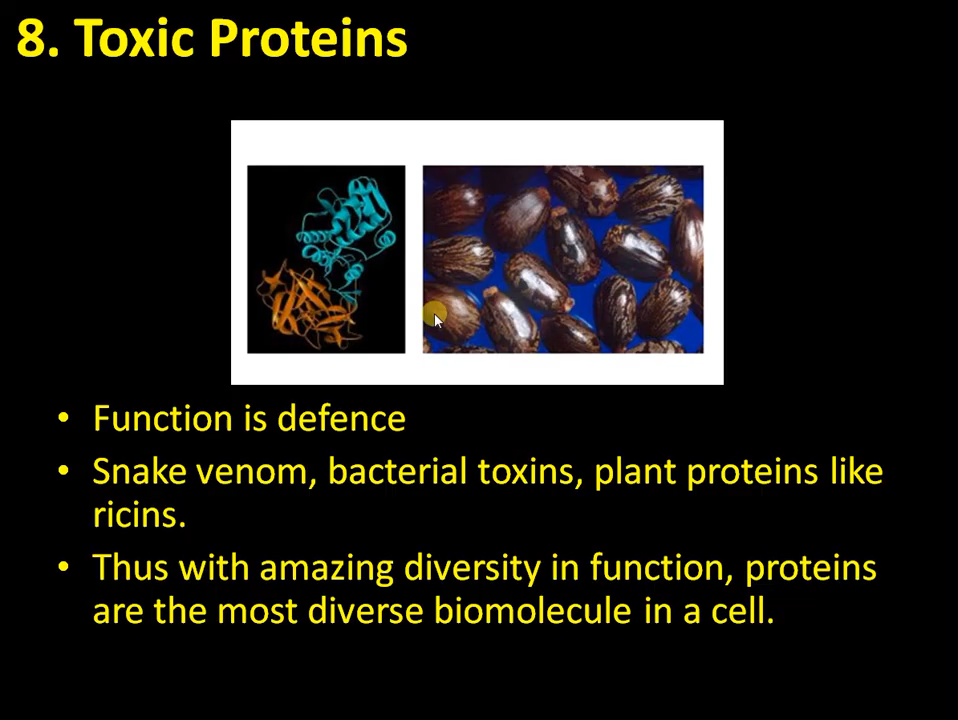 8. Toxic Proteins
• Function is defence
• Snake venom, bacterial toxins, plant proteins like
ricins.
• Thus with amazing diversity in function, proteins
are the most diverse biomolecule in a cell.